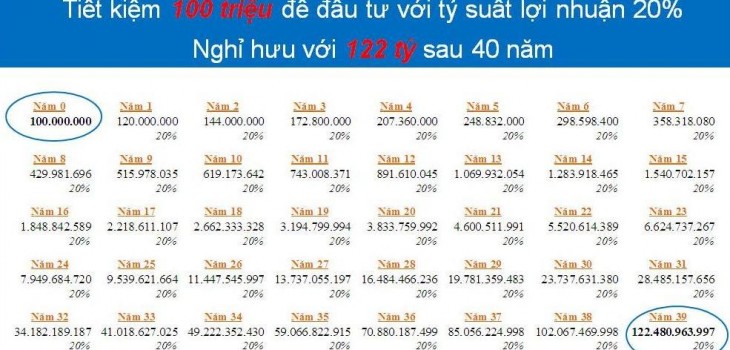 Tiết kiệm 100 triệu để đầu tư với tỷ suất lợi nhuận 20%
Nghỉ hưu với 122 tỷ sau 40 năm
Năm 0 Năm 1 Năm 2 Năm 3 Năm 4 Năm 5 Năm 6 Năm 7
100.000.000 120.000.000 144.000.000 172.800.000 207.360.000 248.832.000 298.598.400 358.318.080
20% 20% 20% 20% 20% 20% 20%
Năm 8 Năm 9 Năm 10 Năm 11 Năm 12 Năm 13 Năm 14 Năm 15
429.981.696 515.978.035 619.173.642 743.008.371 891.610.045 1.069.932.054 1.283.918.465 1.540.702.157
20% 20% 20% 20% 20% 20% 20% 20%
Năm 16 Năm 17 Năm 18 Năm 19 Năm 20 Năm 21 Năm 22 Năm 23
1.848.842.589 2.218.611.107 2.662.333.328 3.194.799.994 3.833.759.992 4.600.511.991 5.520.614.389 6.624.737.267
20% 20% 20% 20% 20% 20% 20% 20%
Năm 24 Năm 25 Năm 26 Năm 27 Năm 28 Năm 29 Năm 30 Năm 31
7.949.684.720 9.539.621.664 11.447.545.997 13.737.055.197 16.484.466.236 19.781.359.483 23.737.631.380 28.485.157.656
20% 20% 20% 20% 20% 20% 20% 20%
Năm 32 Năm 33 Năm 34 Năm 35 Năm 36 Năm 37 Năm 38 Năm 39
34.182.189.187 41.018.627.025 49.222.352.430 59.066.822.915 70.880.187.499 85.056.224.998 102.067.469.998 122.480.963.997
20% 20% 20% 20% 20% 20% 20% 20%